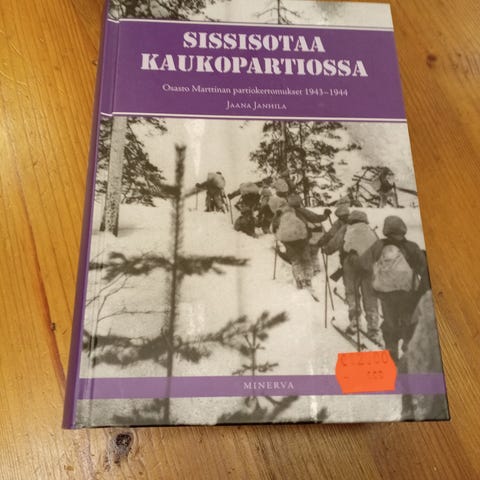 SISSISOTAA
KAUKOPARTIOSSA
Osasto Marttinan partiokertomukset 1943–1944
JAANA JANHILA
MINERVA